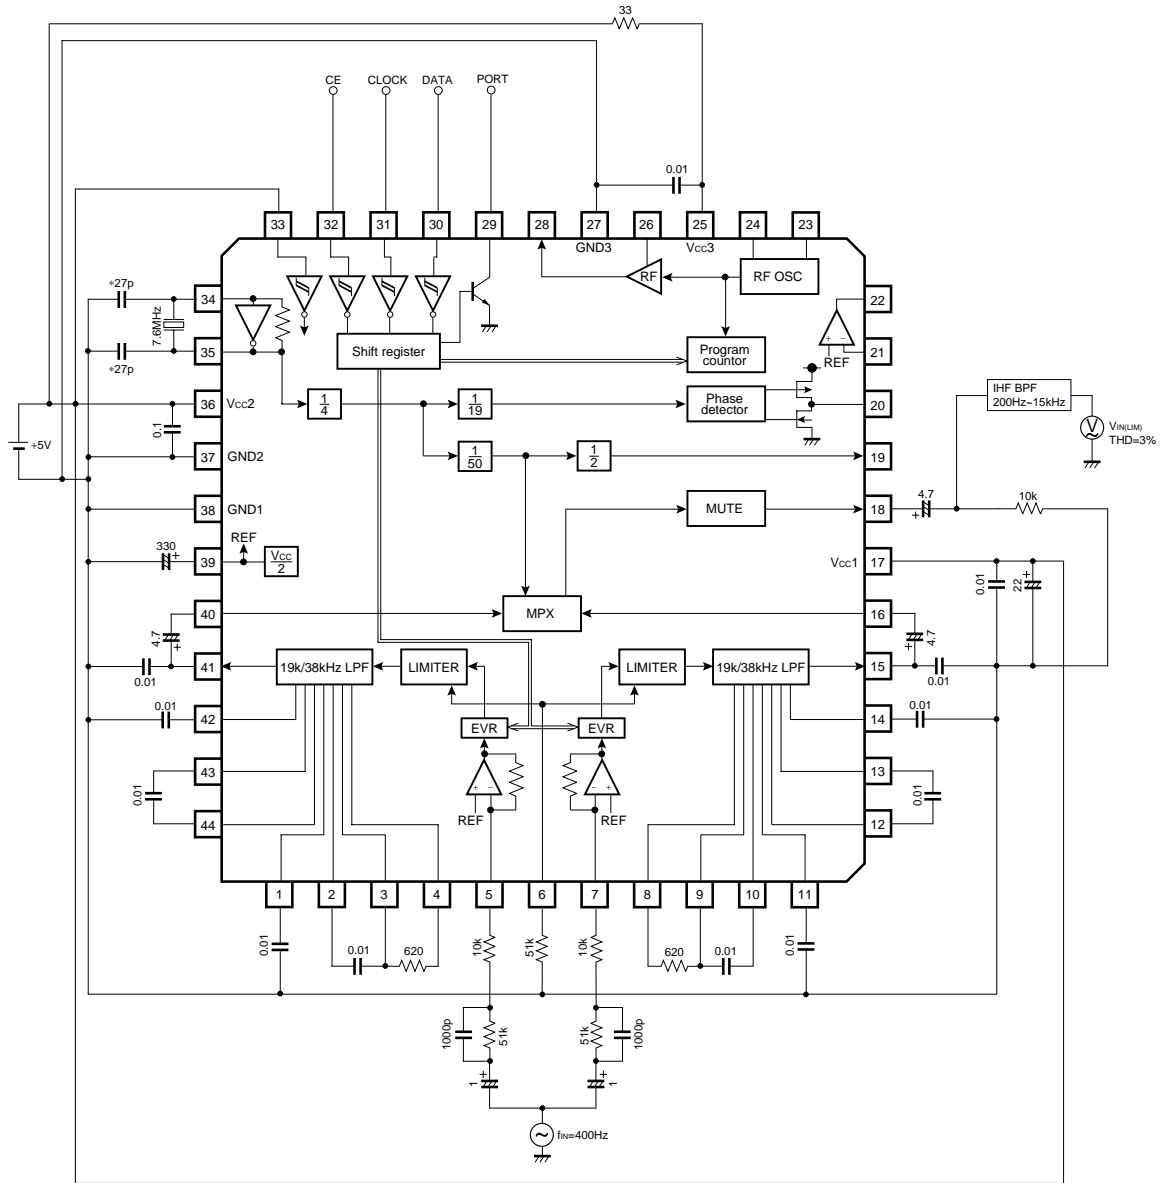 33
CE CLOCK DATA PORT
0.01
33 32 31 30 29 28 27 26 25 24 23
GND3 VCC3
RF RF OSC
*27p 34
7.6MHz
35
*27p
22
+ −
REF 21
Shift register
Program
countor
36 VCC2
1/4 1/19
Phase
detector
20
IHF BPF
200Hz~15kHz
V
VIN(LIM)
THD=3%
+5V
0.1
37 GND2
1/50 1/2
19
38 GND1
MUTE
18
4.7
+
10k
330
+
39
REF
VCC/2
VCC1 17
0.01
22
+
40
MPX
16
4.7
+
4.7
+
41
0.01
19k/38kHz LPF LIMITER LIMITER 19k/38kHz LPF
15
0.01
0.01
42
EVR EVR
14
0.01
43
0.01
44
+ −
REF
− +
REF
13
0.01
12
1 2 3 4 5 6 7 8 9 10 11
0.01
0.01
620
10k
51k
10k
620
0.01
0.01
1000p
51k
51k
1000p
+
1
+
1
~
fIN=400Hz